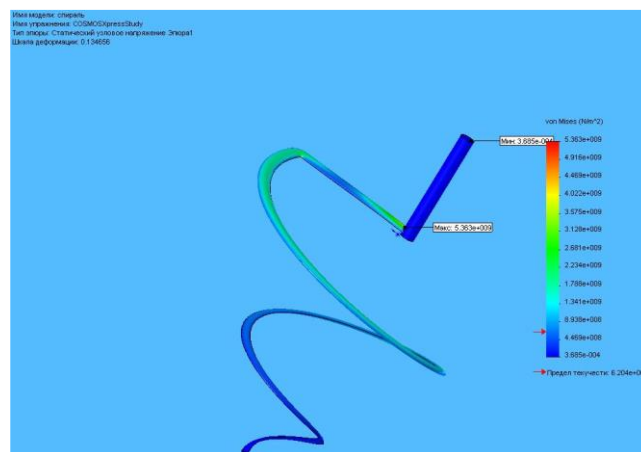 Имя модели: спираль
Имя упражнения: COSMOSXpressStudy
Тип эпюры: Статический узловое напряжение Эпюра1
Шкала деформации: 0.134656
von Mises (N/m^2)
Мин: 3.685e-004
5.363e+009
4.916e+009
4.469e+009
4.022e+009
3.575e+009
3.128e+009
2.681e+009
2.234e+009
1.788e+009
1.341e+009
8.938e+008
4.469e+008
3.685e-004
Макс: 5.363e+009
Предел текучести: 6.204e+0